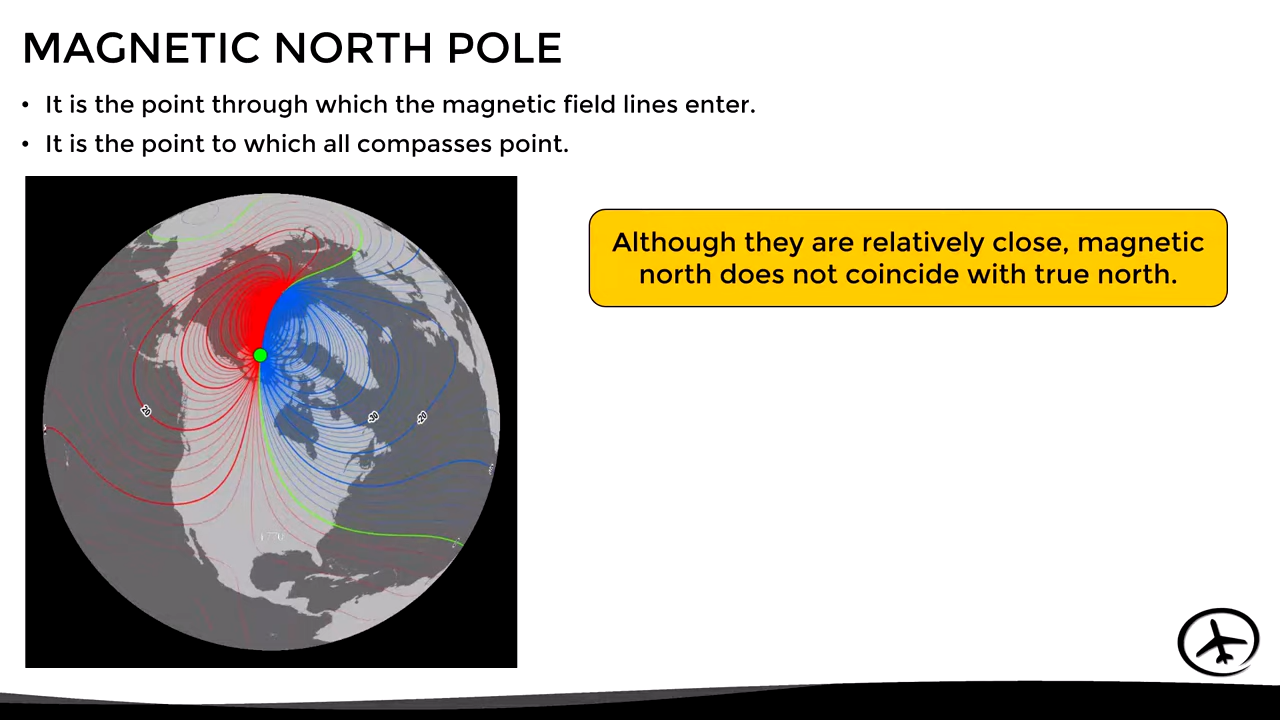 MAGNETIC NORTH POLE
• It is the point through which the magnetic field lines enter.
• It is the point to which all compasses point.
Although they are relatively close, magnetic
north does not coincide with true north.
-20
-30
-20